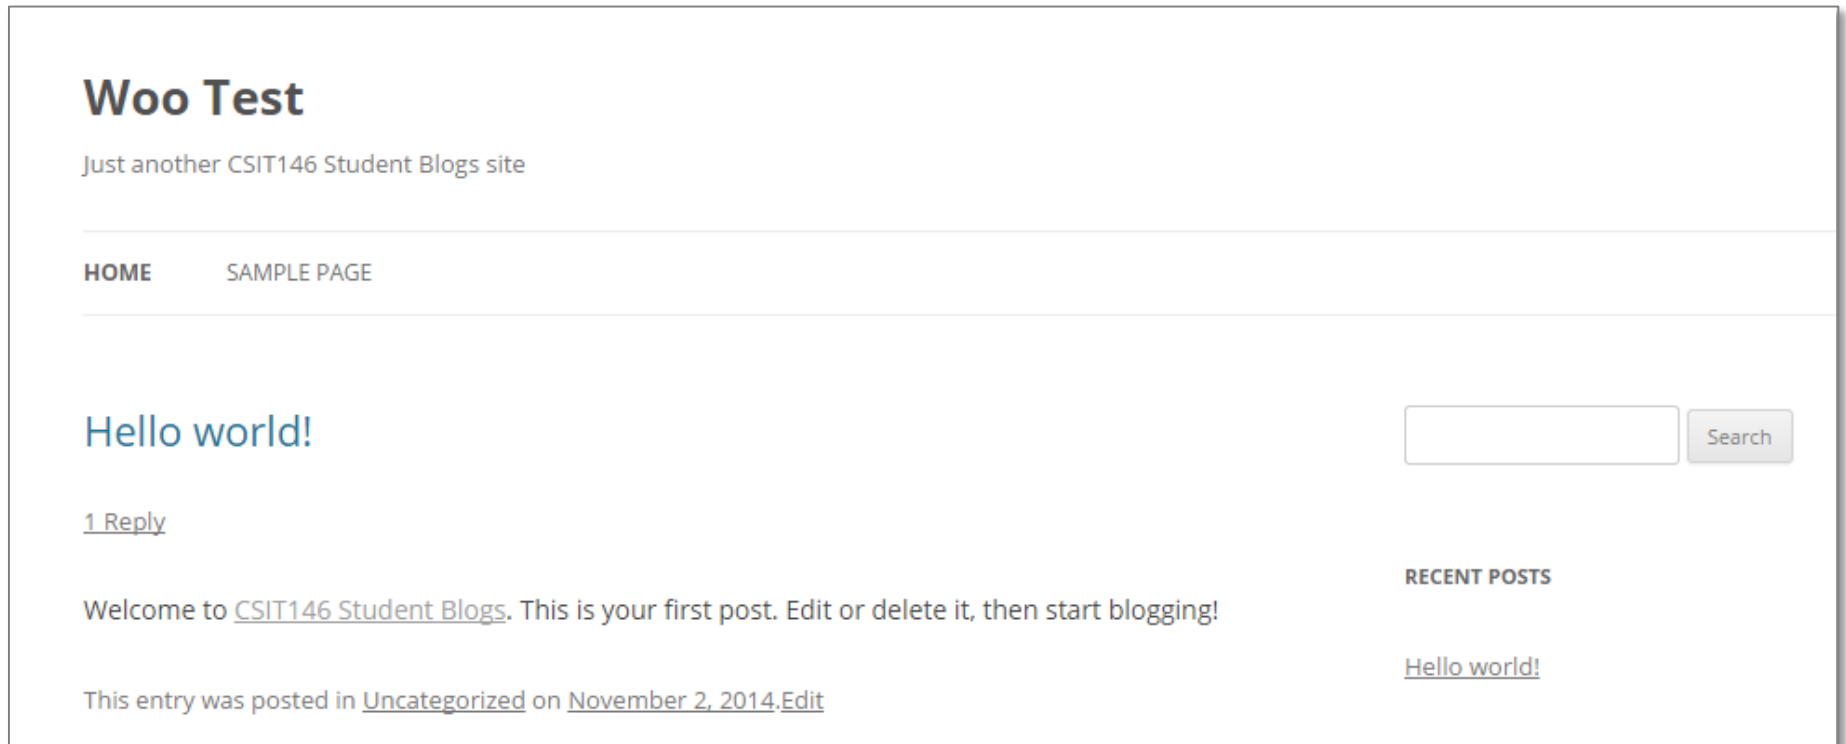 Woo Test
Just another CSIT146 Student Blogs site
HOME SAMPLE PAGE
Hello world!
1 Reply
Welcome to CSIT146 Student Blogs. This is your first post. Edit or delete it, then start blogging!
This entry was posted in Uncategorized on November 2, 2014.Edit
Search
RECENT POSTS
Hello world!